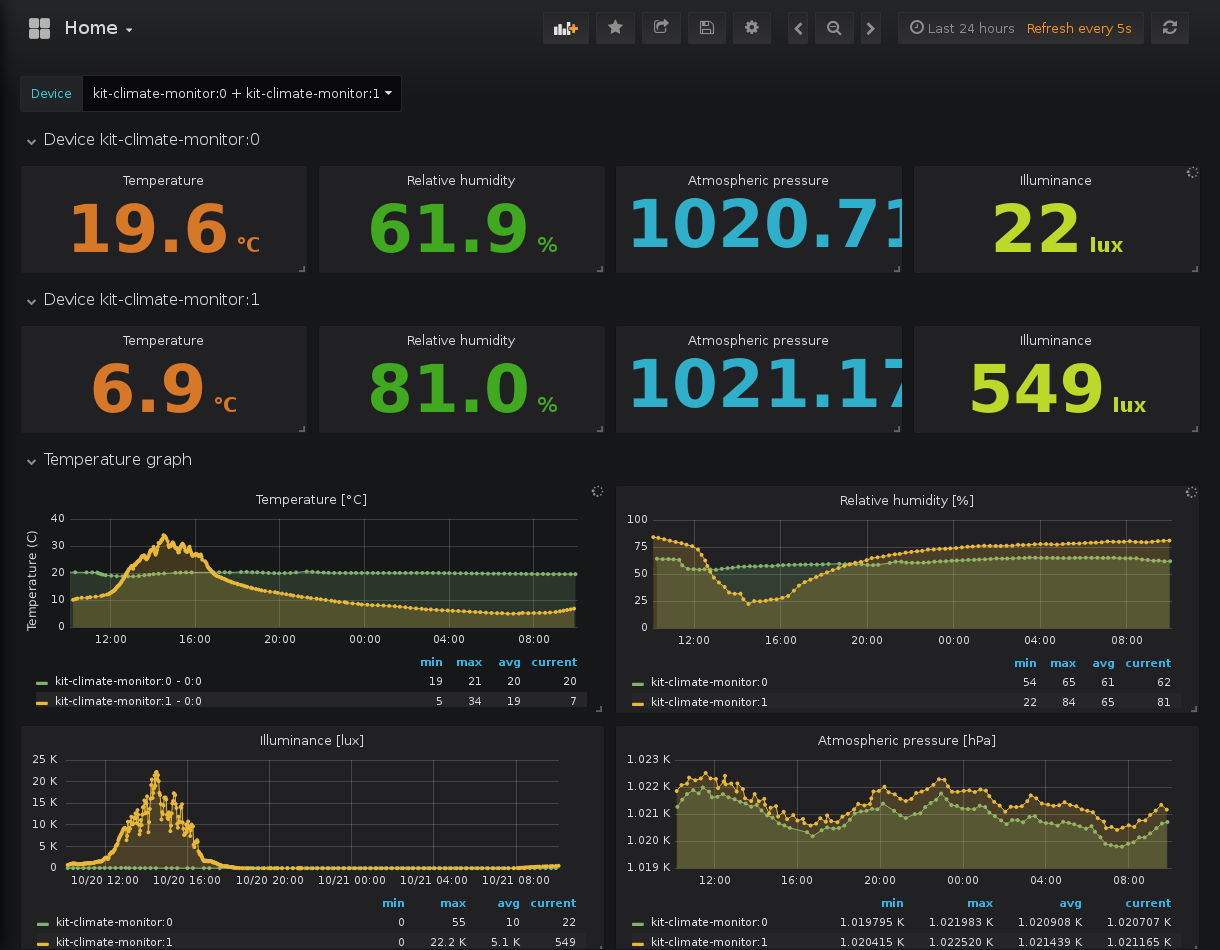 Home
Last 24 hours Refresh every 5s
Device kit-climate-monitor:0 + kit-climate-monitor:1
Device kit-climate-monitor:0
Temperature Relative humidity Atmospheric pressure Illuminance
19.6 °C 61.9 % 1020.71 22 lux
Device kit-climate-monitor:1
Temperature Relative humidity Atmospheric pressure Illuminance
6.9 °C 81.0 % 1021.17 549 lux
Temperature graph
Temperature [°C]
Temperature (C)
40
30
20
10
0
12:00 16:00 20:00 00:00 04:00 08:00
min max avg current
kit-climate-monitor:0 - 0:0 19 21 20 20
kit-climate-monitor:1 - 0:0 5 34 19 7
Relative humidity [%]
100
75
50
25
0
12:00 16:00 20:00 00:00 04:00 08:00
min max avg current
kit-climate-monitor:0 54 65 61 62
kit-climate-monitor:1 22 84 65 81
Illuminance [lux]
25 K
20 K
15 K
10 K
5 K
0
10/20 12:00 10/20 16:00 10/20 20:00 10/21 00:00 10/21 04:00 10/21 08:00
min max avg current
kit-climate-monitor:0 0 55 10 22
kit-climate-monitor:1 0 22.2 K 5.1 K 549
Atmospheric pressure [hPa]
1.023 K
1.022 K
1.021 K
1.020 K
1.019 K
12:00 16:00 20:00 00:00 04:00 08:00
min max avg current
kit-climate-monitor:0 1.019795 K 1.021983 K 1.020908 K 1.020707 K
kit-climate-monitor:1 1.020415 K 1.022520 K 1.021439 K 1.021165 K